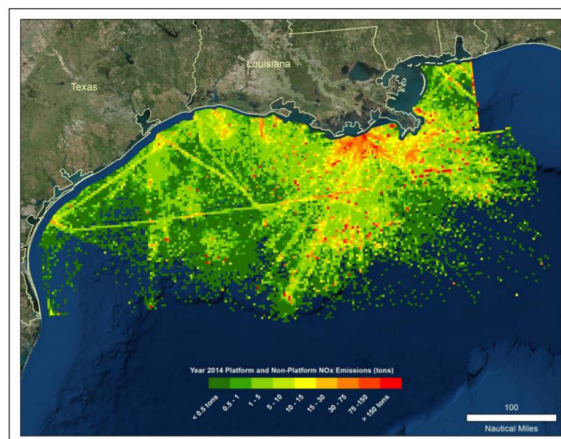 Louisiana
Texas
Year 2014 Platform and Non-Platform NOx Emissions (tons)
< 0.5 tons
0.5 - 1
1 - 5
5 - 10
10 - 15
15 - 30
30 - 75
75 -150
> 150 tons
100
Nautical Miles